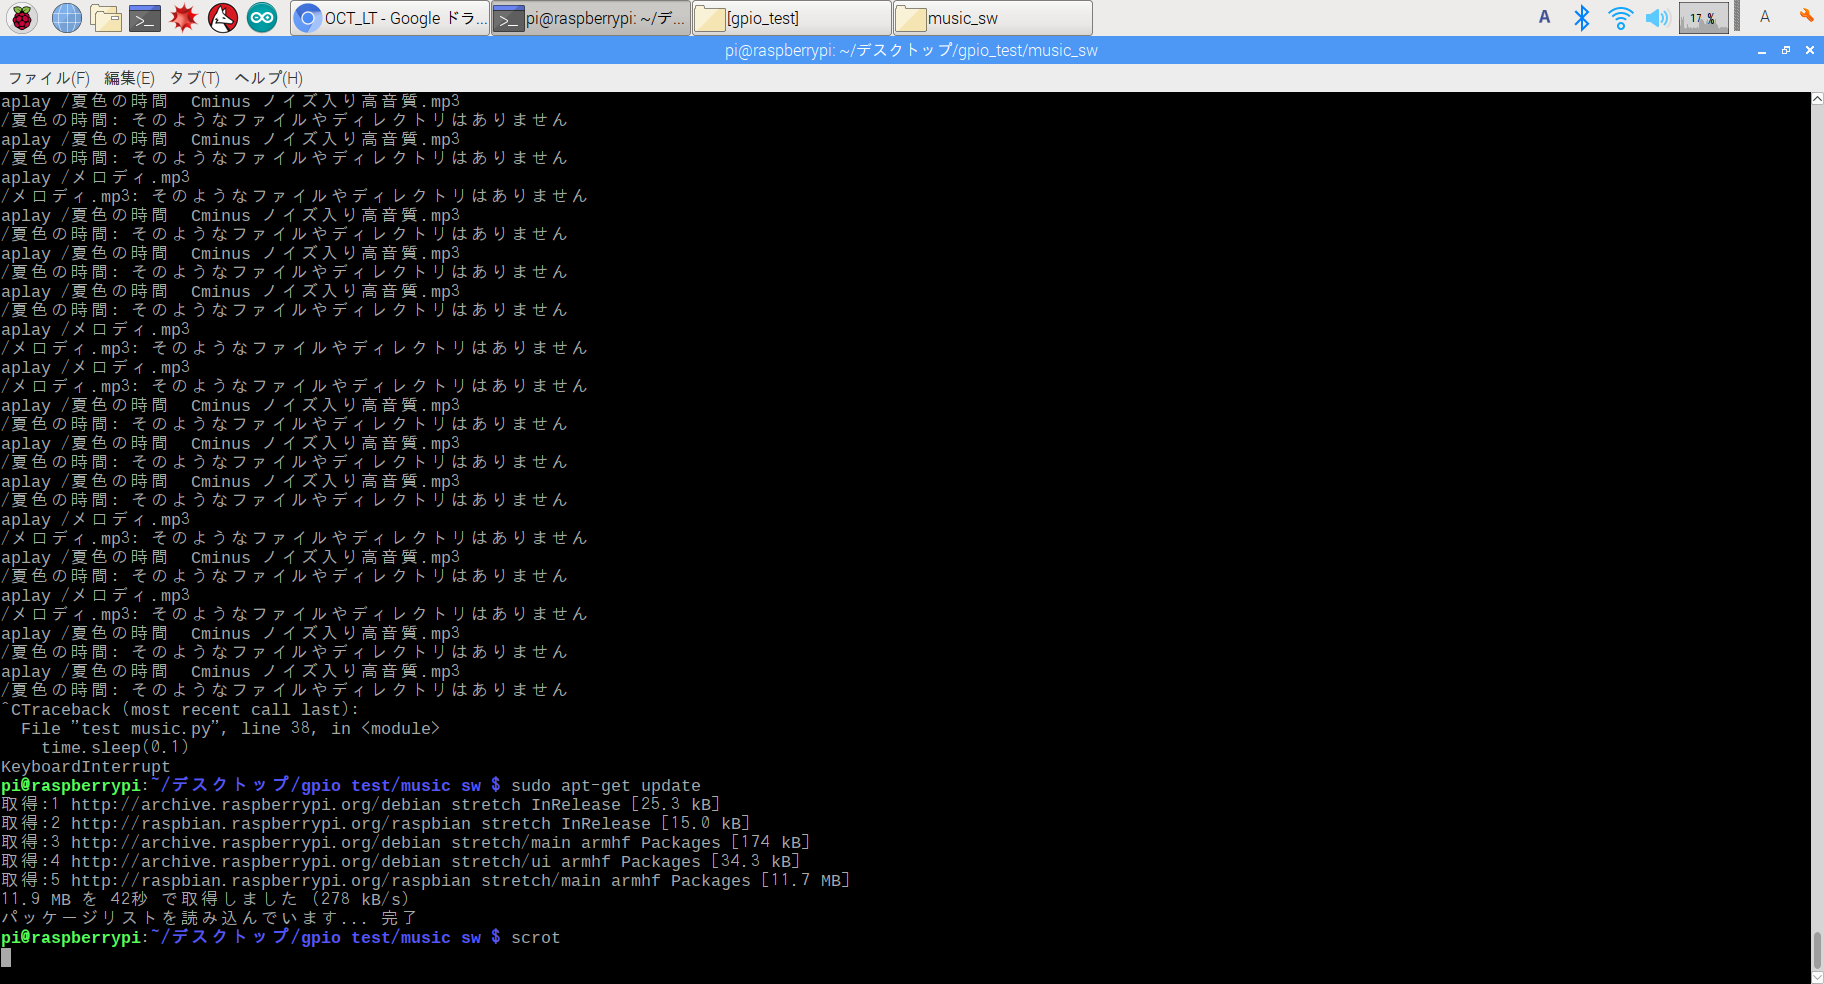 OCT_LT - Google ドラ...
pi@raspberrypi: ~/デ...
[gpio_test]
music_sw
A
17 %
A
pi@raspberrypi: ~/デスクトップ/gpio_test/music_sw
ファイル(F) 編集(E) タブ(T) ヘルプ(H)
aplay /夏色の時間　Cminus ノイズ入り高音質.mp3
/夏色の時間: そのようなファイルやディレクトリはありません
aplay /夏色の時間　Cminus ノイズ入り高音質.mp3
/夏色の時間: そのようなファイルやディレクトリはありません
aplay /メロディ.mp3
/メロディ.mp3: そのようなファイルやディレクトリはありません
aplay /夏色の時間　Cminus ノイズ入り高音質.mp3
/夏色の時間: そのようなファイルやディレクトリはありません
aplay /夏色の時間　Cminus ノイズ入り高音質.mp3
/夏色の時間: そのようなファイルやディレクトリはありません
aplay /夏色の時間　Cminus ノイズ入り高音質.mp3
/夏色の時間: そのようなファイルやディレクトリはありません
aplay /メロディ.mp3
/メロディ.mp3: そのようなファイルやディレクトリはありません
aplay /メロディ.mp3
/メロディ.mp3: そのようなファイルやディレクトリはありません
aplay /夏色の時間　Cminus ノイズ入り高音質.mp3
/夏色の時間: そのようなファイルやディレクトリはありません
aplay /夏色の時間　Cminus ノイズ入り高音質.mp3
/夏色の時間: そのようなファイルやディレクトリはありません
aplay /夏色の時間　Cminus ノイズ入り高音質.mp3
/夏色の時間: そのようなファイルやディレクトリはありません
aplay /メロディ.mp3
/メロディ.mp3: そのようなファイルやディレクトリはありません
aplay /夏色の時間　Cminus ノイズ入り高音質.mp3
/夏色の時間: そのようなファイルやディレクトリはありません
aplay /メロディ.mp3
/メロディ.mp3: そのようなファイルやディレクトリはありません
aplay /夏色の時間　Cminus ノイズ入り高音質.mp3
/夏色の時間: そのようなファイルやディレクトリはありません
aplay /夏色の時間　Cminus ノイズ入り高音質.mp3
/夏色の時間: そのようなファイルやディレクトリはありません
^CTraceback (most recent call last):
  File "test music.py", line 38, in <module>
    time.sleep(0.1)
KeyboardInterrupt
pi@raspberrypi:~/デスクトップ/gpio test/music sw $ sudo apt-get update
取得:1 http://archive.raspberrypi.org/debian stretch InRelease [25.3 kB]
取得:2 http://raspbian.raspberrypi.org/raspbian stretch InRelease [15.0 kB]
取得:3 http://archive.raspberrypi.org/debian stretch/main armhf Packages [174 kB]
取得:4 http://archive.raspberrypi.org/debian stretch/ui armhf Packages [34.3 kB]
取得:5 http://raspbian.raspberrypi.org/raspbian stretch/main armhf Packages [11.7 MB]
11.9 MB を 42秒 で取得しました (278 kB/s)
パッケージリストを読み込んでいます... 完了
pi@raspberrypi:~/デスクトップ/gpio test/music sw $ scrot